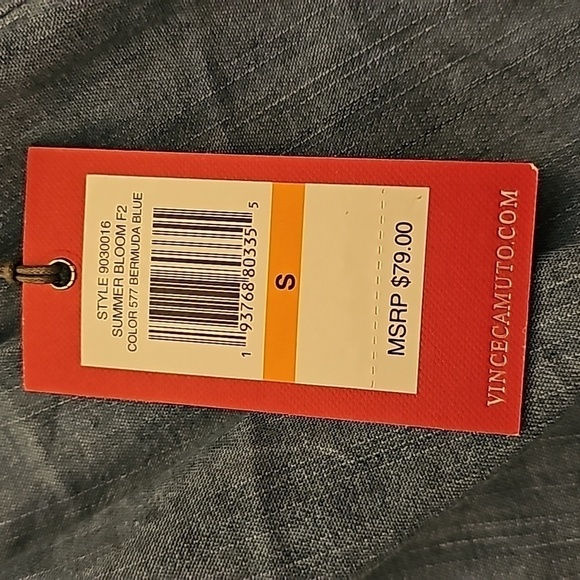 STYLE 9030016
SUMMER BLOOM F2
COLOR 577 BERMUDA BLUE
1 93768 80335 5
S
MSRP $79.00
VINCECAMUTO.COM